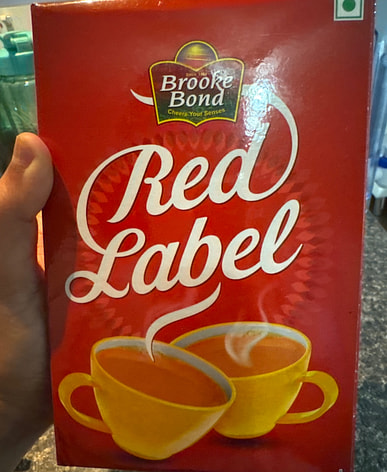 Brooke
Bond
Cheers Your Senses
Red
Label